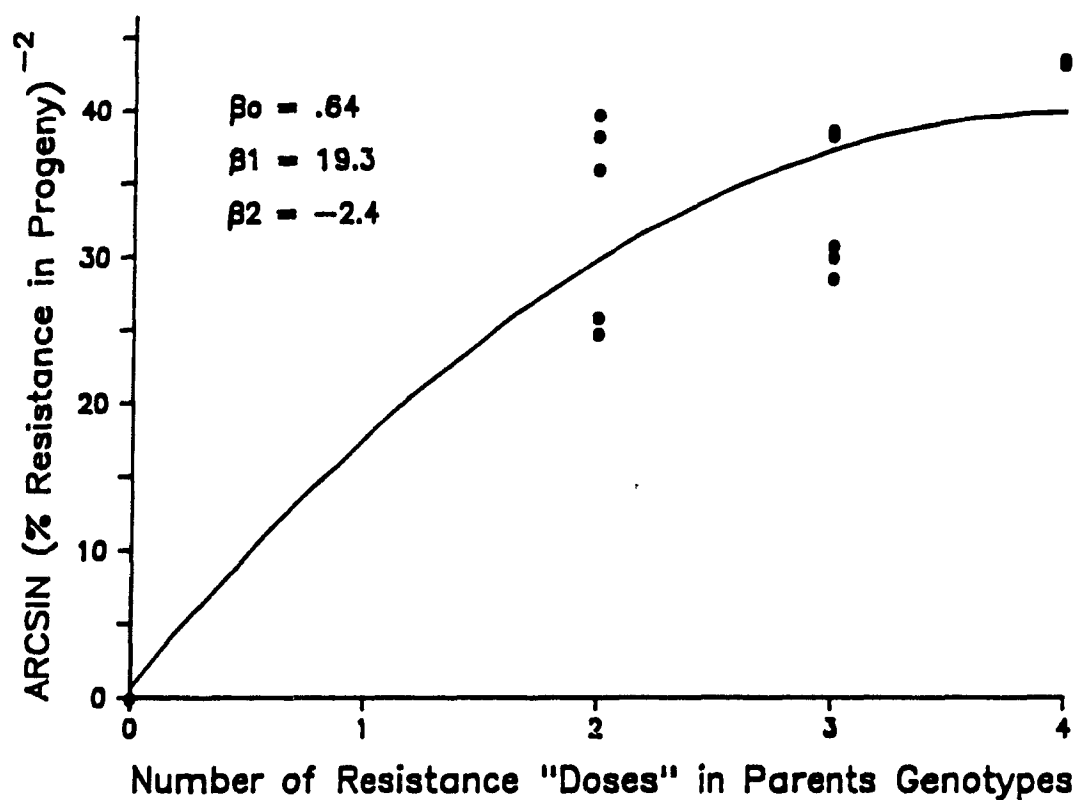 ARCSIN (% Resistance in Progeny)⁻²
βo = .64
β1 = 19.3
β2 = −2.4
40
30
20
10
0
0 1 2 3 4
Number of Resistance "Doses" in Parents Genotypes